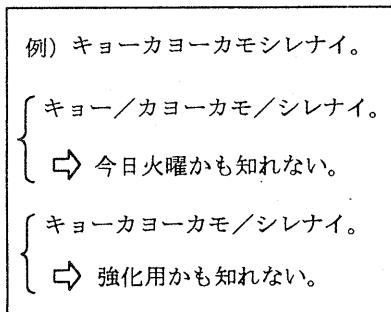 例）キョーカヨーカモシレナイ。
キョー／カヨーカモ／シレナイ。
⇨ 今日火曜かも知れない。
キョーカヨーカモ／シレナイ。
⇨ 強化用かも知れない。